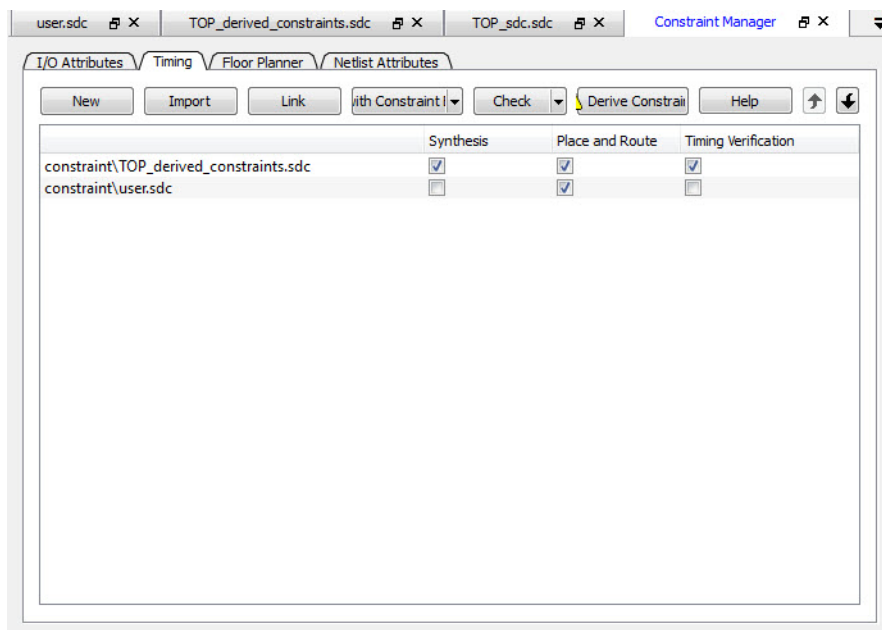 user.sdc TOP_derived_constraints.sdc TOP_sdc.sdc Constraint Manager
I/O Attributes Timing Floor Planner Netlist Attributes
New Import Link ith Constraint Check Derive Constrai Help
Synthesis Place and Route Timing Verification
constraint\TOP_derived_constraints.sdc
constraint\user.sdc